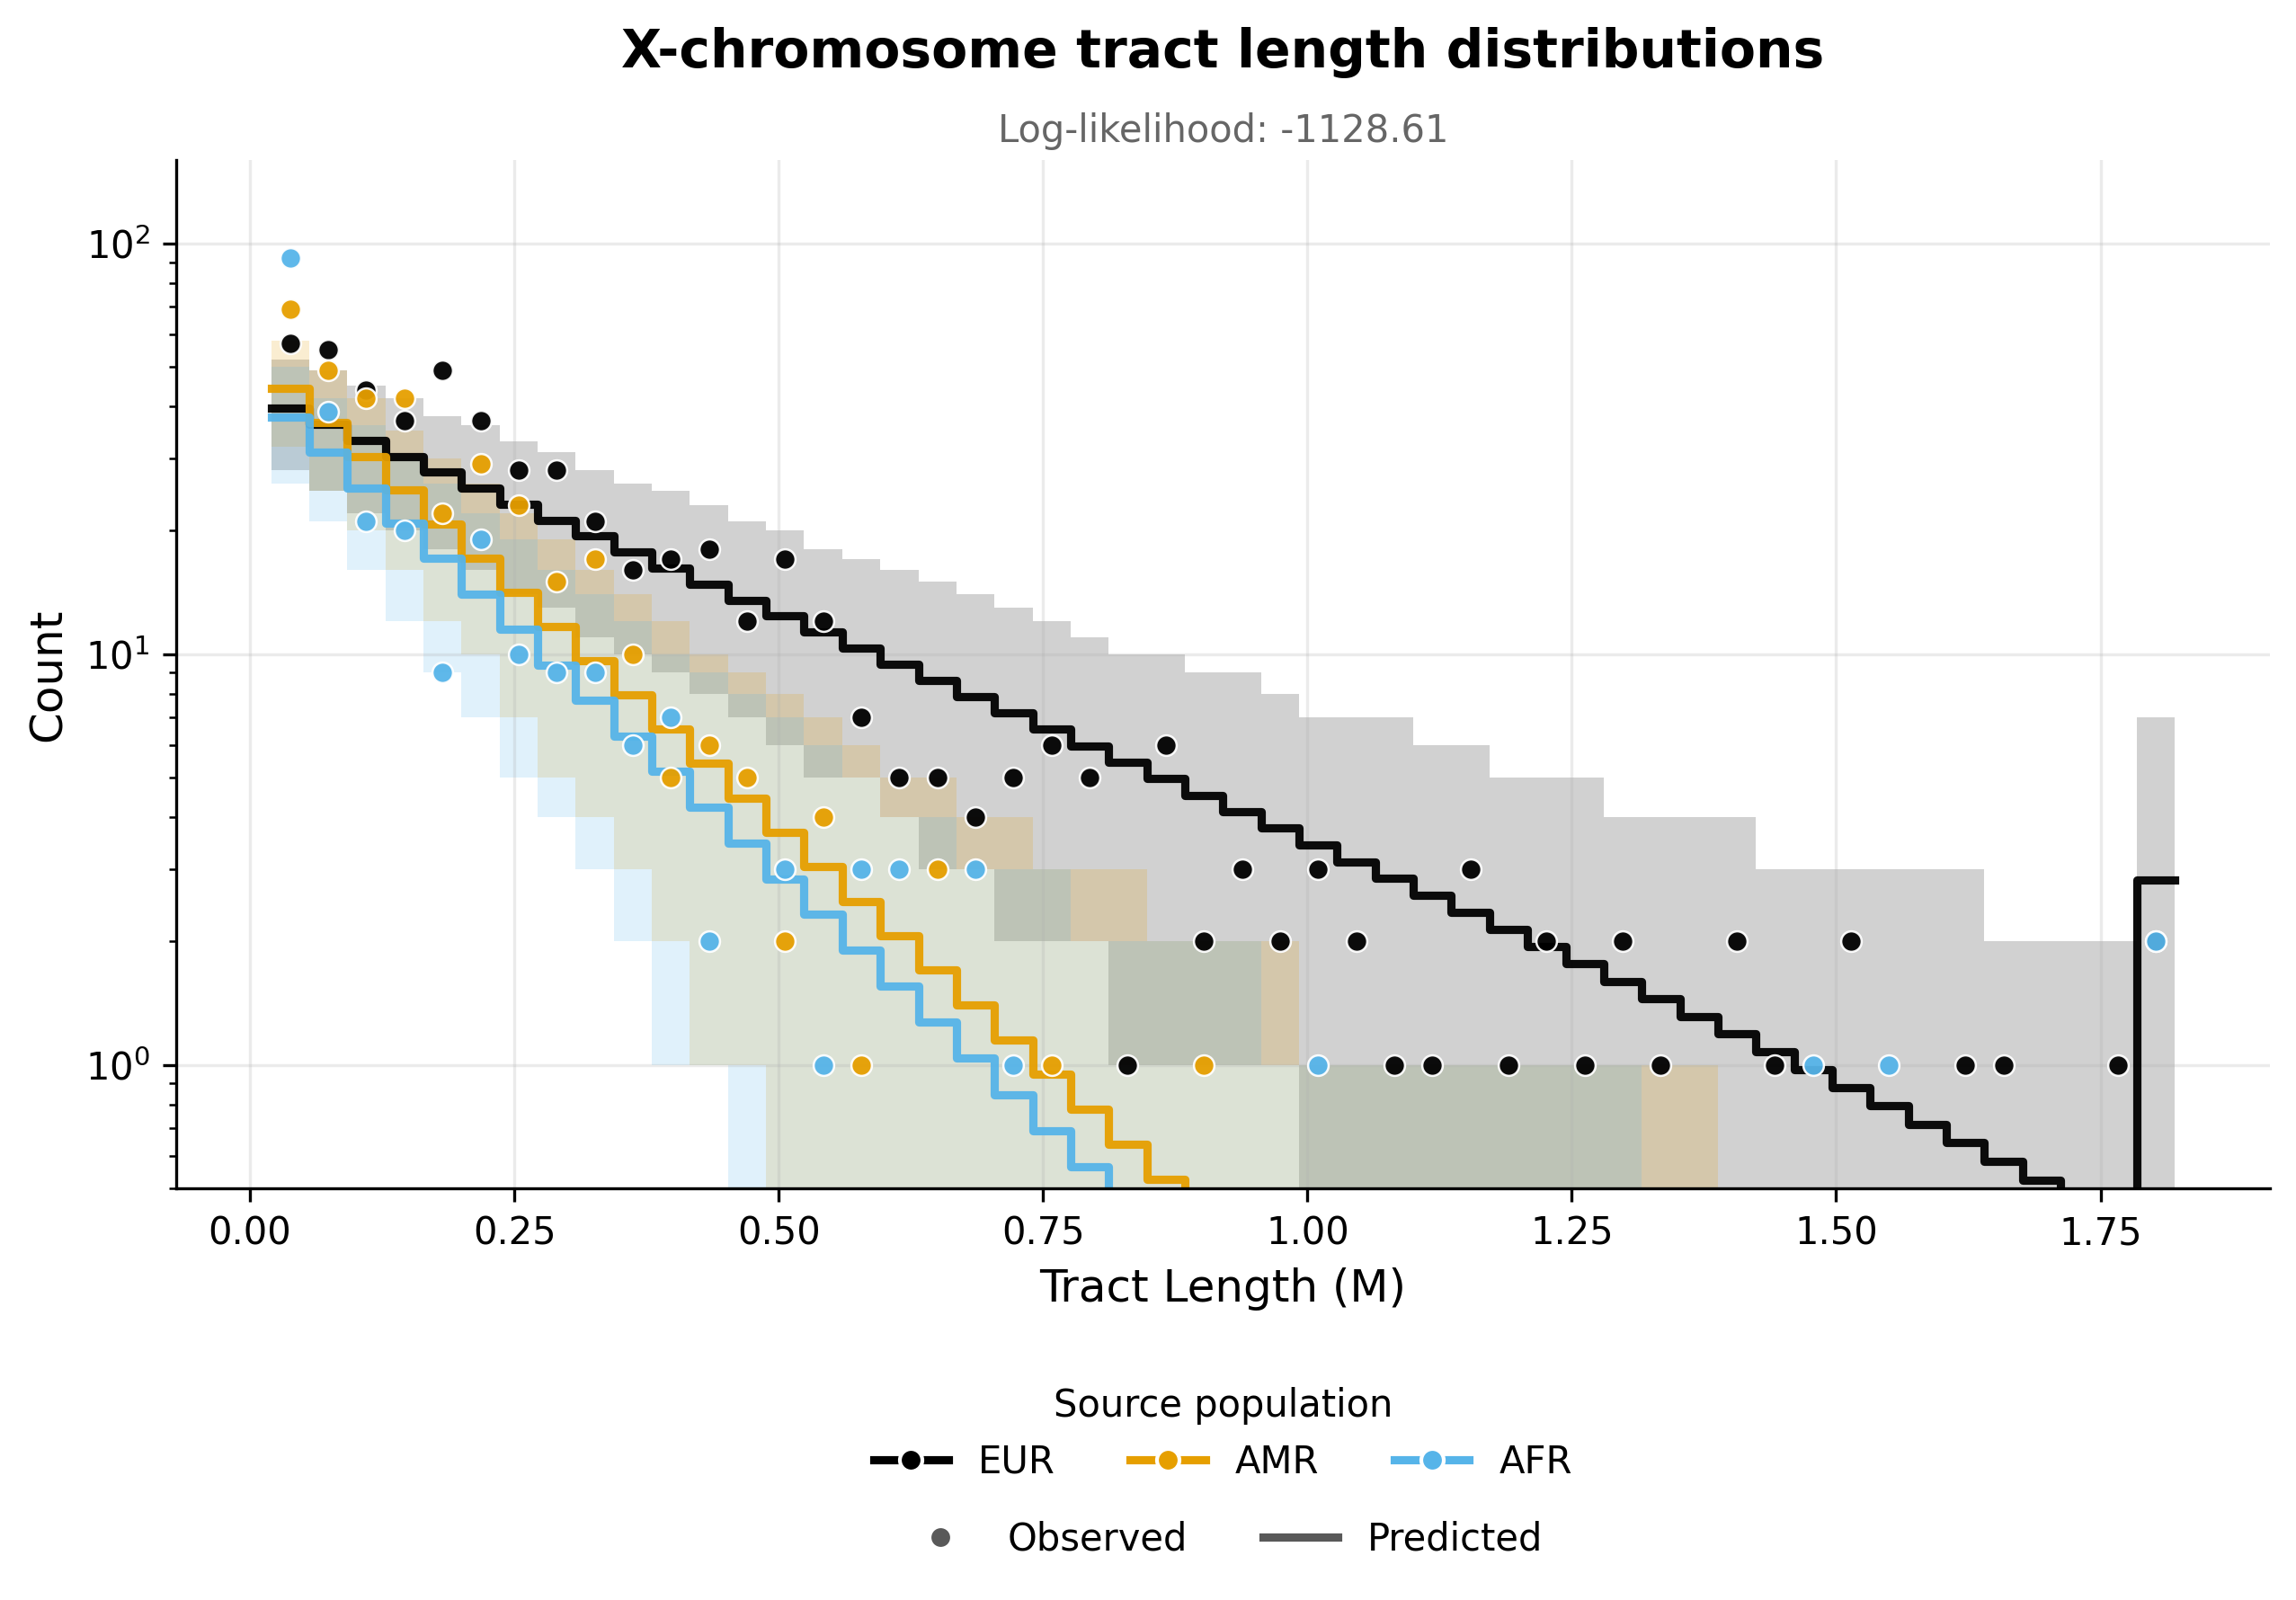 X-chromosome tract length distributions
Log-likelihood: -1128.61
Count
10²
10¹
10⁰
0.00 0.25 0.50 0.75 1.00 1.25 1.50 1.75
Tract Length (M)
Source population
EUR AMR AFR
Observed Predicted